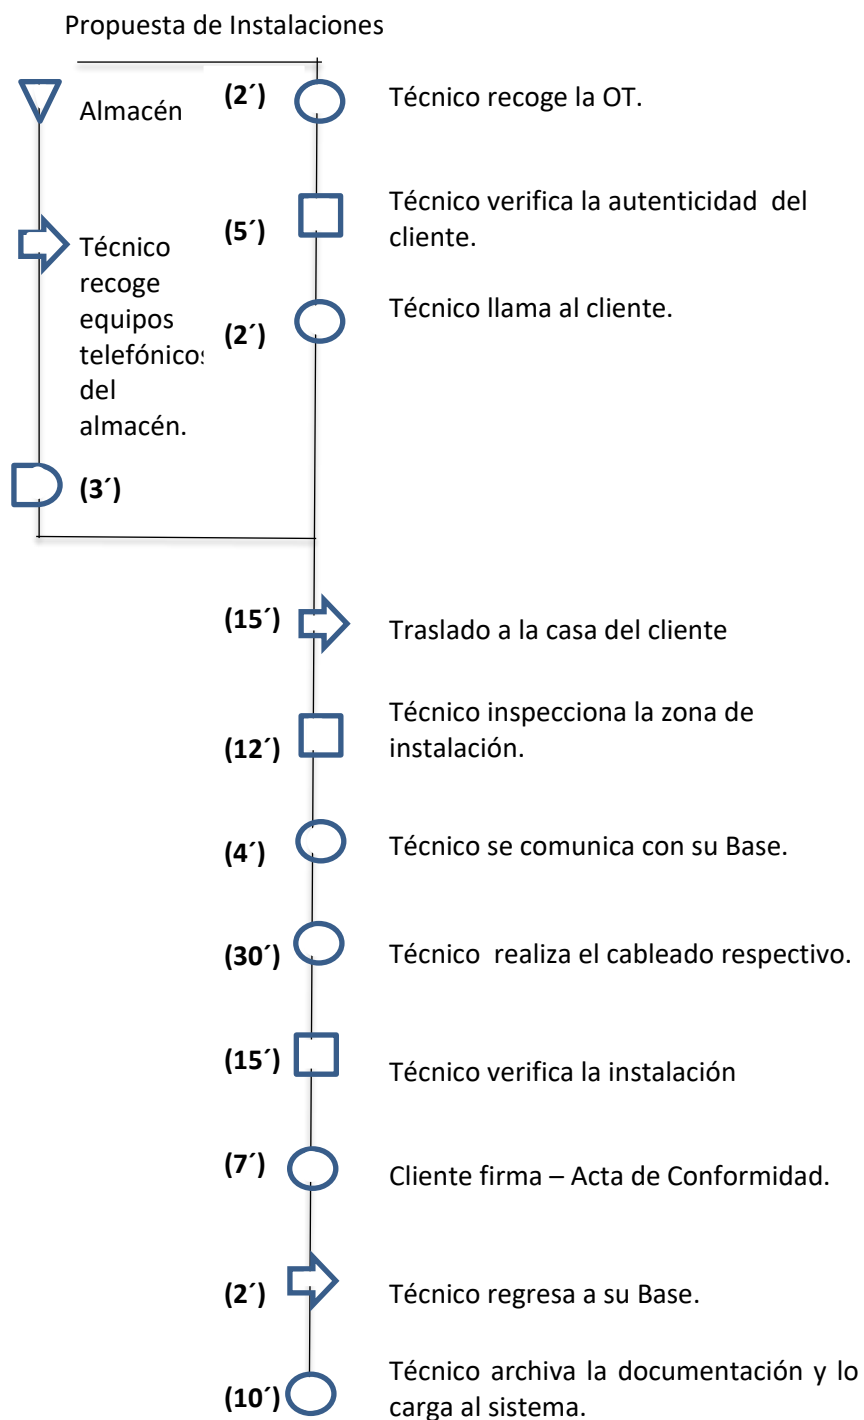 Propuesta de Instalaciones
Almacén
Técnico
recoge
equipos
telefónicos
del
almacén.
(3´)
(2´) Técnico recoge la OT.
(5´) Técnico verifica la autenticidad del
cliente.
(2´) Técnico llama al cliente.
(15´) Traslado a la casa del cliente
(12´) Técnico inspecciona la zona de
instalación.
(4´) Técnico se comunica con su Base.
(30´) Técnico realiza el cableado respectivo.
(15´) Técnico verifica la instalación
(7´) Cliente firma – Acta de Conformidad.
(2´) Técnico regresa a su Base.
(10´) Técnico archiva la documentación y lo
carga al sistema.